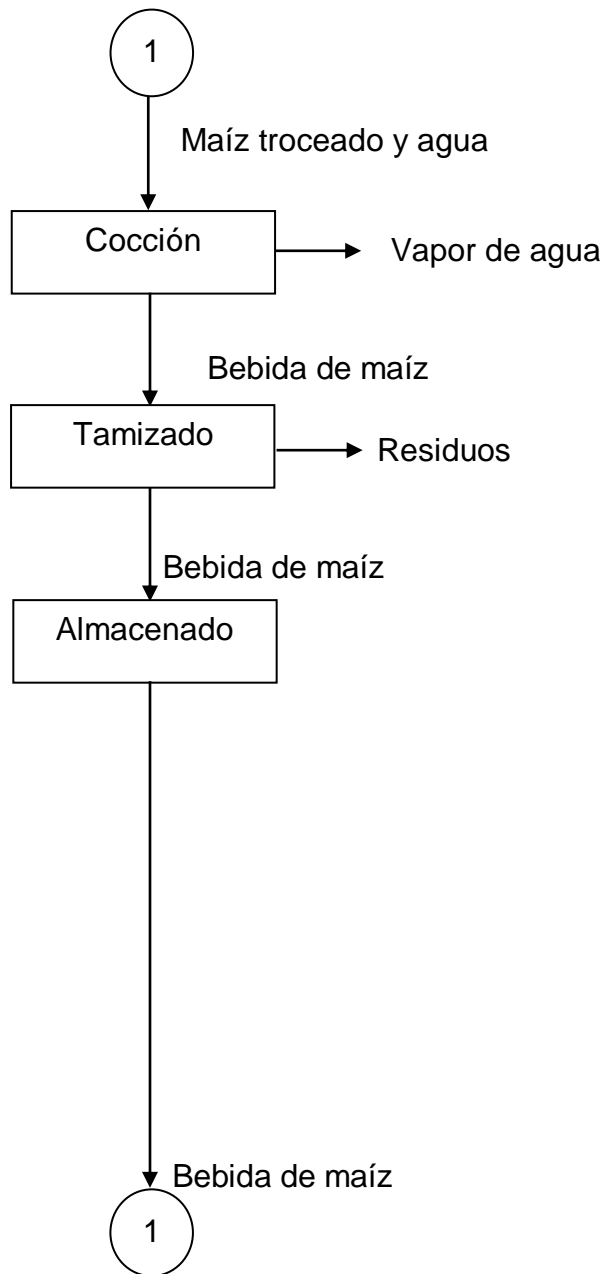 1
Maíz troceado y agua
Cocción
Vapor de agua
Bebida de maíz
Tamizado
Residuos
Bebida de maíz
Almacenado
Bebida de maíz
1